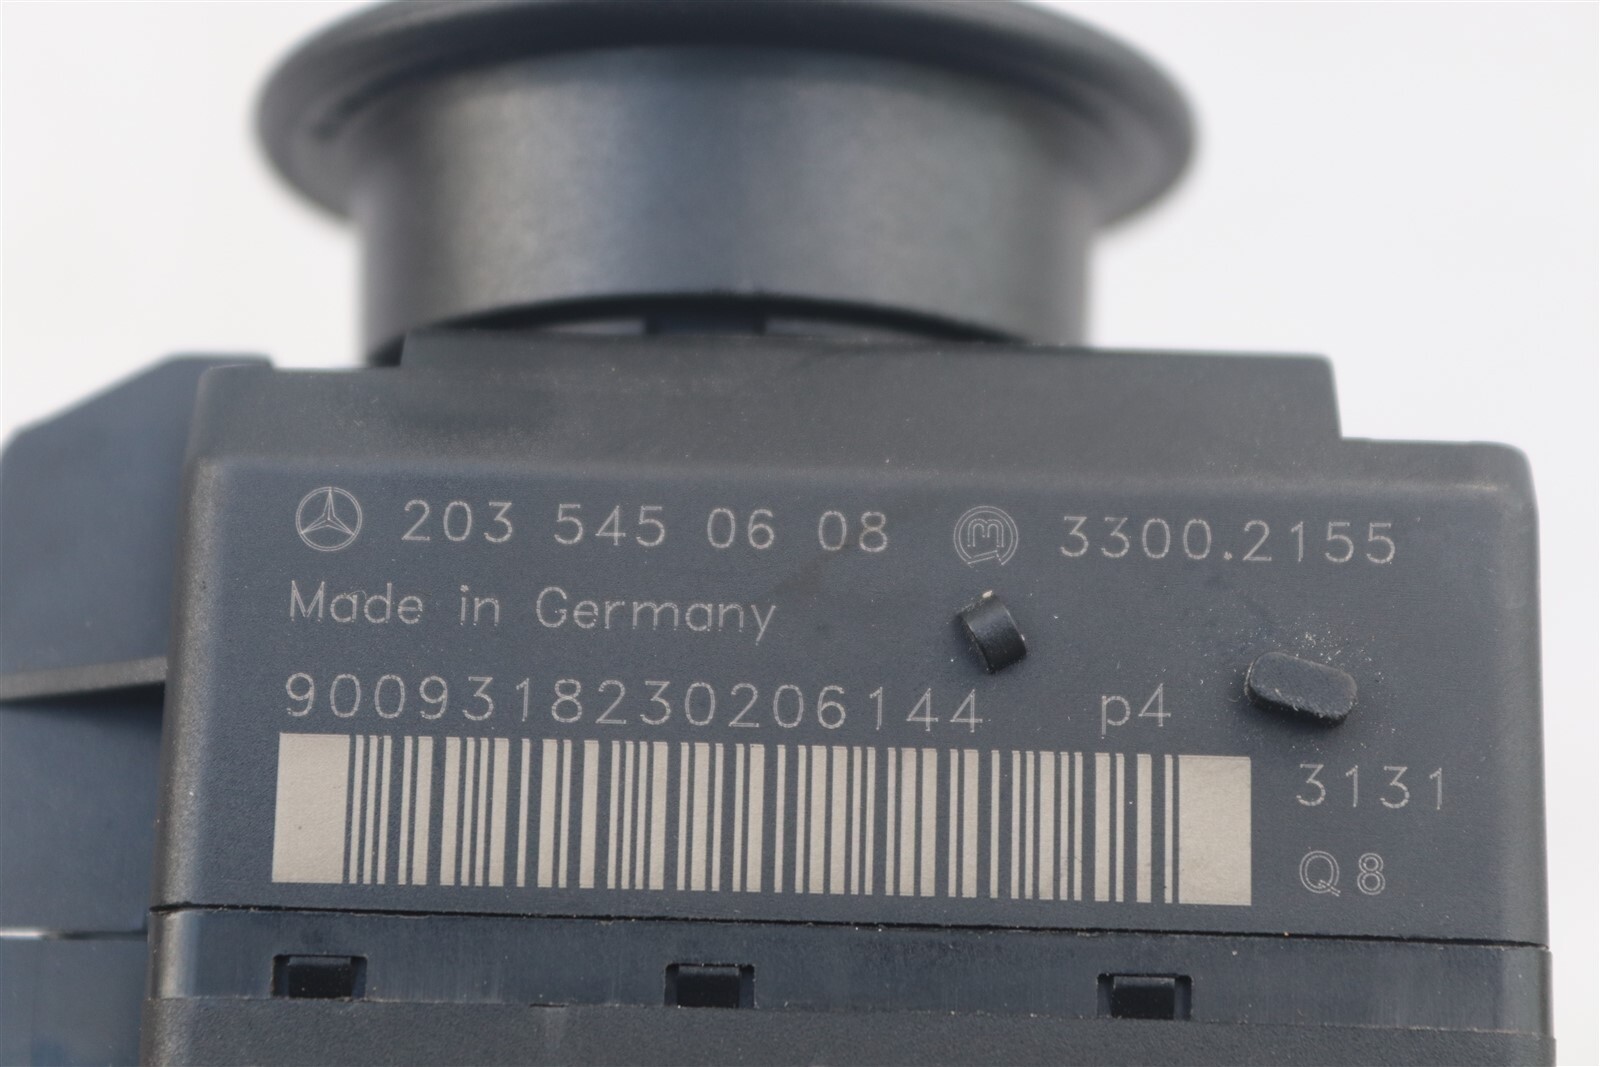 203 545 06 08 m 3300.2155
Made in Germany
9009318230206144 p4
3131
Q8